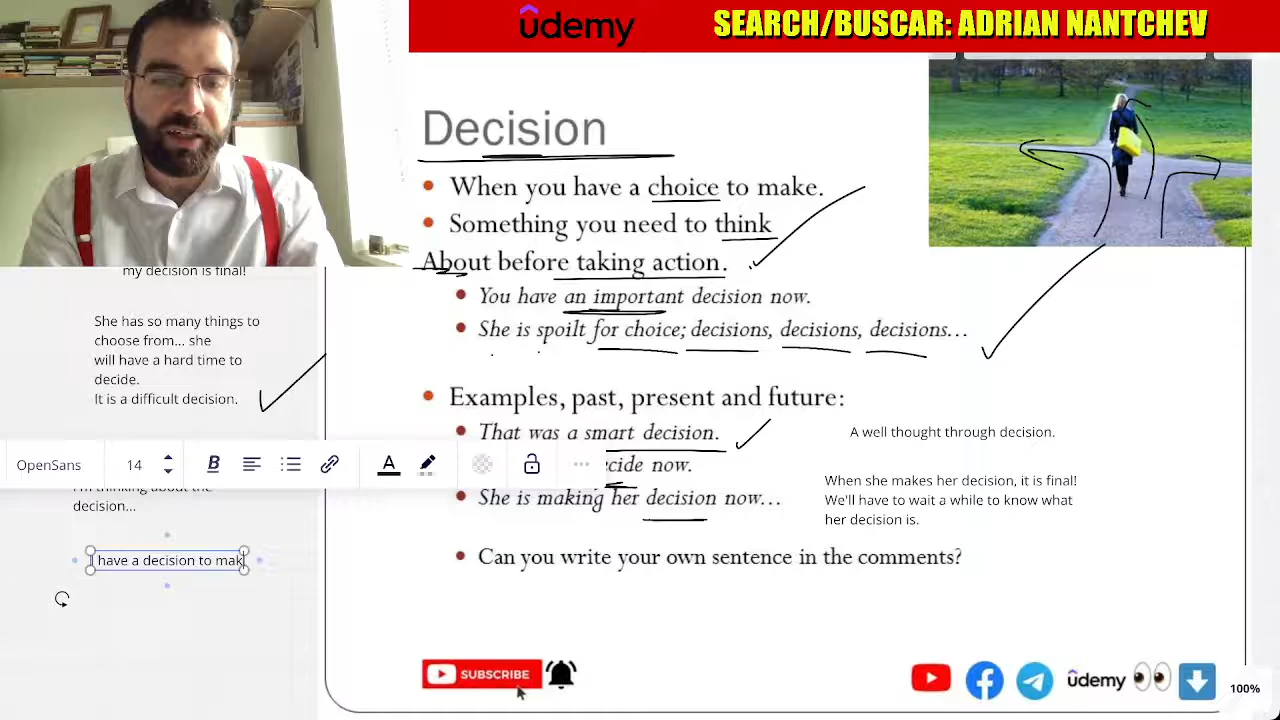 udemy
SEARCH/BUSCAR: ADRIAN NANTCHEV
Decision
When you have a choice to make.
Something you need to think
About before taking action.
You have an important decision now.
She is spoilt for choice; decisions, decisions, decisions...
Examples, past, present and future:
That was a smart decision.
cide now.
She is making her decision now...
Can you write your own sentence in the comments?
A well thought through decision.
When she makes her decision, it is final!
We'll have to wait a while to know what
her decision is.
my decision is final!
She has so many things to
choose from... she
will have a hard time to
decide.
It is a difficult decision.
OpenSans
14
B
A
I'm thinking about the
decision...
I have a decision to mak
SUBSCRIBE
udemy
100%